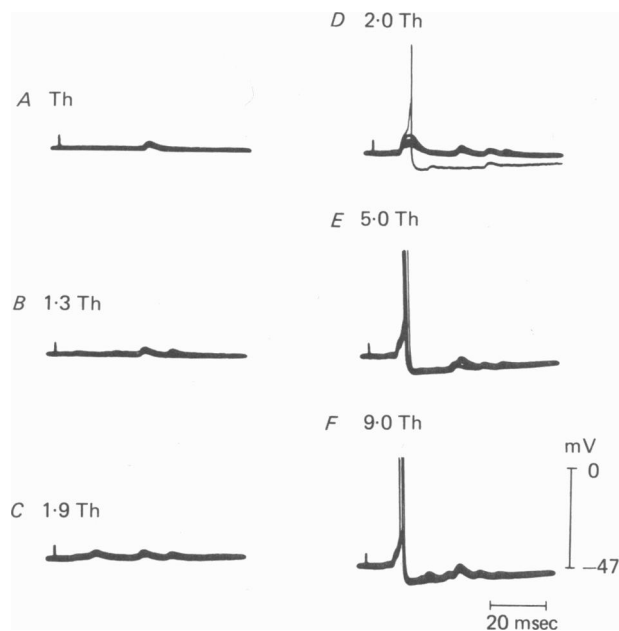 A Th
B 1·3 Th
C 1·9 Th
D 2·0 Th
E 5·0 Th
F 9·0 Th
mV
0
−47
20 msec